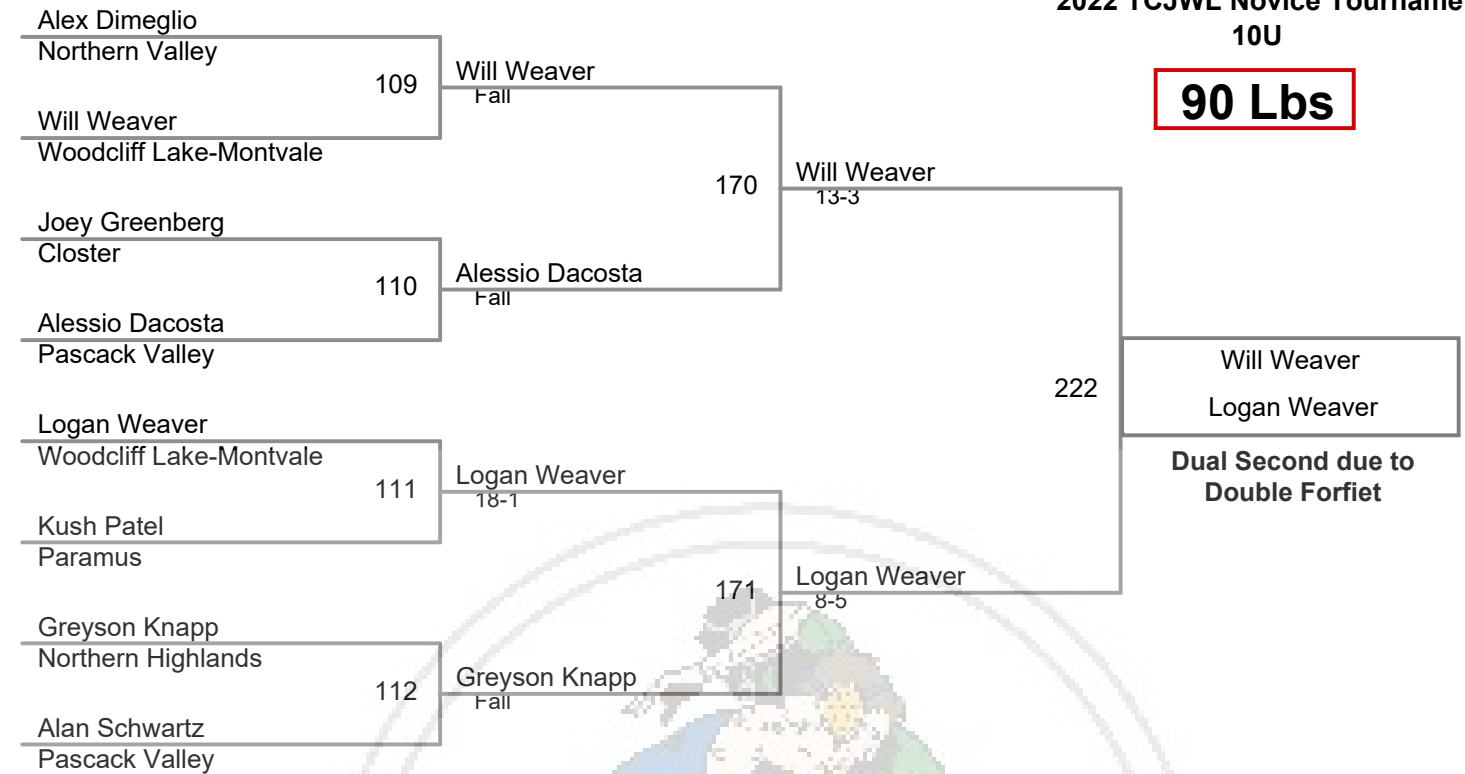 2022 TCJWL Novice Tourname
10U
90 Lbs
Alex Dimeglio
Northern Valley
109
Will Weaver
Fall
Will Weaver
Woodcliff Lake-Montvale
170
Will Weaver
13-3
Joey Greenberg
Closter
110
Alessio Dacosta
Fall
Alessio Dacosta
Pascack Valley
222
Will Weaver
Logan Weaver
Dual Second due to
Double Forfiet
Logan Weaver
Woodcliff Lake-Montvale
111
Logan Weaver
18-1
Kush Patel
Paramus
171
Logan Weaver
8-5
Greyson Knapp
Northern Highlands
112
Greyson Knapp
Fall
Alan Schwartz
Pascack Valley